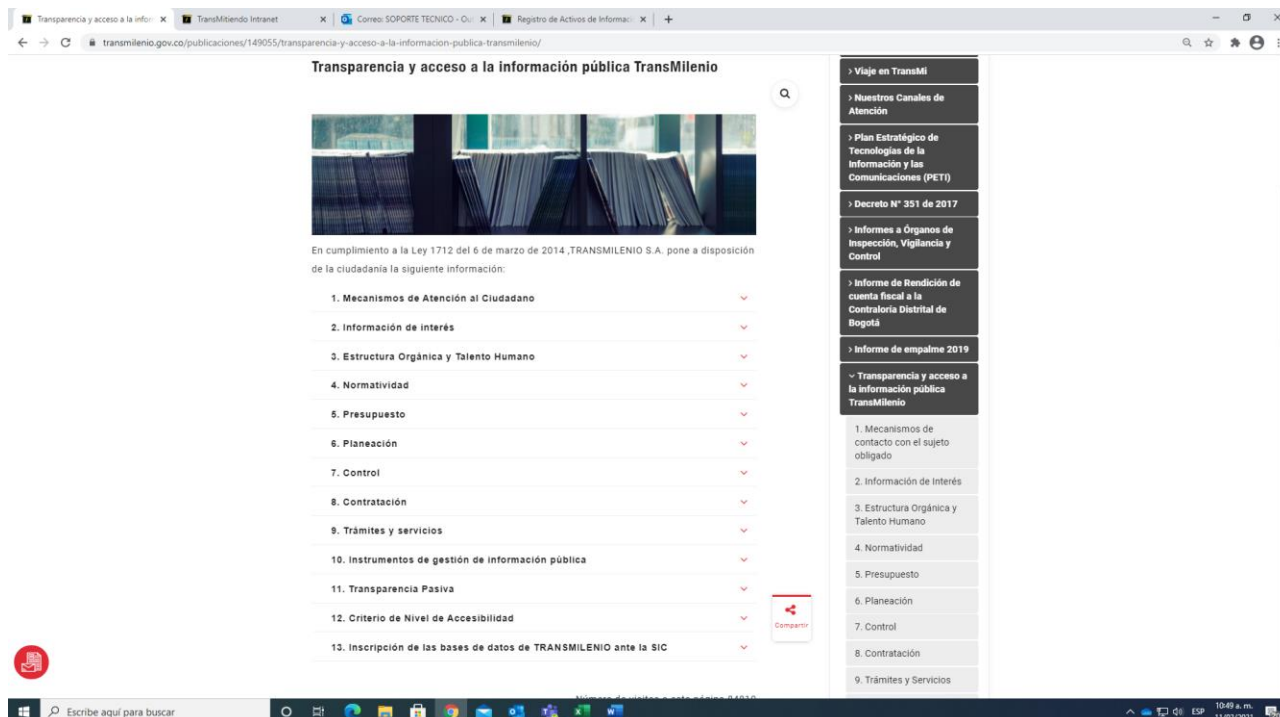 Transparencia y acceso a la infor
TransMitiendo Intranet
Correo: SOPORTE TECNICO - Ou
Registro de Activos de Informac
transmilenio.gov.co/publicaciones/149055/transparencia-y-acceso-a-la-informacion-publica-transmilenio/
Transparencia y acceso a la información pública TransMilenio
En cumplimiento a la Ley 1712 del 6 de marzo de 2014 ,TRANSMILENIO S.A. pone a disposición
de la ciudadanía la siguiente información:
1. Mecanismos de Atención al Ciudadano
2. Información de interés
3. Estructura Orgánica y Talento Humano
4. Normatividad
5. Presupuesto
6. Planeación
7. Control
8. Contratación
9. Trámites y servicios
10. Instrumentos de gestión de información pública
11. Transparencia Pasiva
12. Criterio de Nivel de Accesibilidad
13. Inscripción de las bases de datos de TRANSMILENIO ante la SIC
Compartir
> Viaje en TransMi
> Nuestros Canales de
Atención
> Plan Estratégico de
Tecnologías de la
Información y las
Comunicaciones (PETI)
> Decreto N° 351 de 2017
> Informes a Órganos de
Inspección, Vigilancia y
Control
> Informe de Rendición de
cuenta fiscal a la
Contraloría Distrital de
Bogotá
> Informe de empalme 2019
Transparencia y acceso a
la información pública
TransMilenio
1. Mecanismos de
contacto con el sujeto
obligado
2. Información de Interés
3. Estructura Orgánica y
Talento Humano
4. Normatividad
5. Presupuesto
6. Planeación
7. Control
8. Contratación
9. Trámites y Servicios
Escribe aquí para buscar
ESP
10:49 a. m.